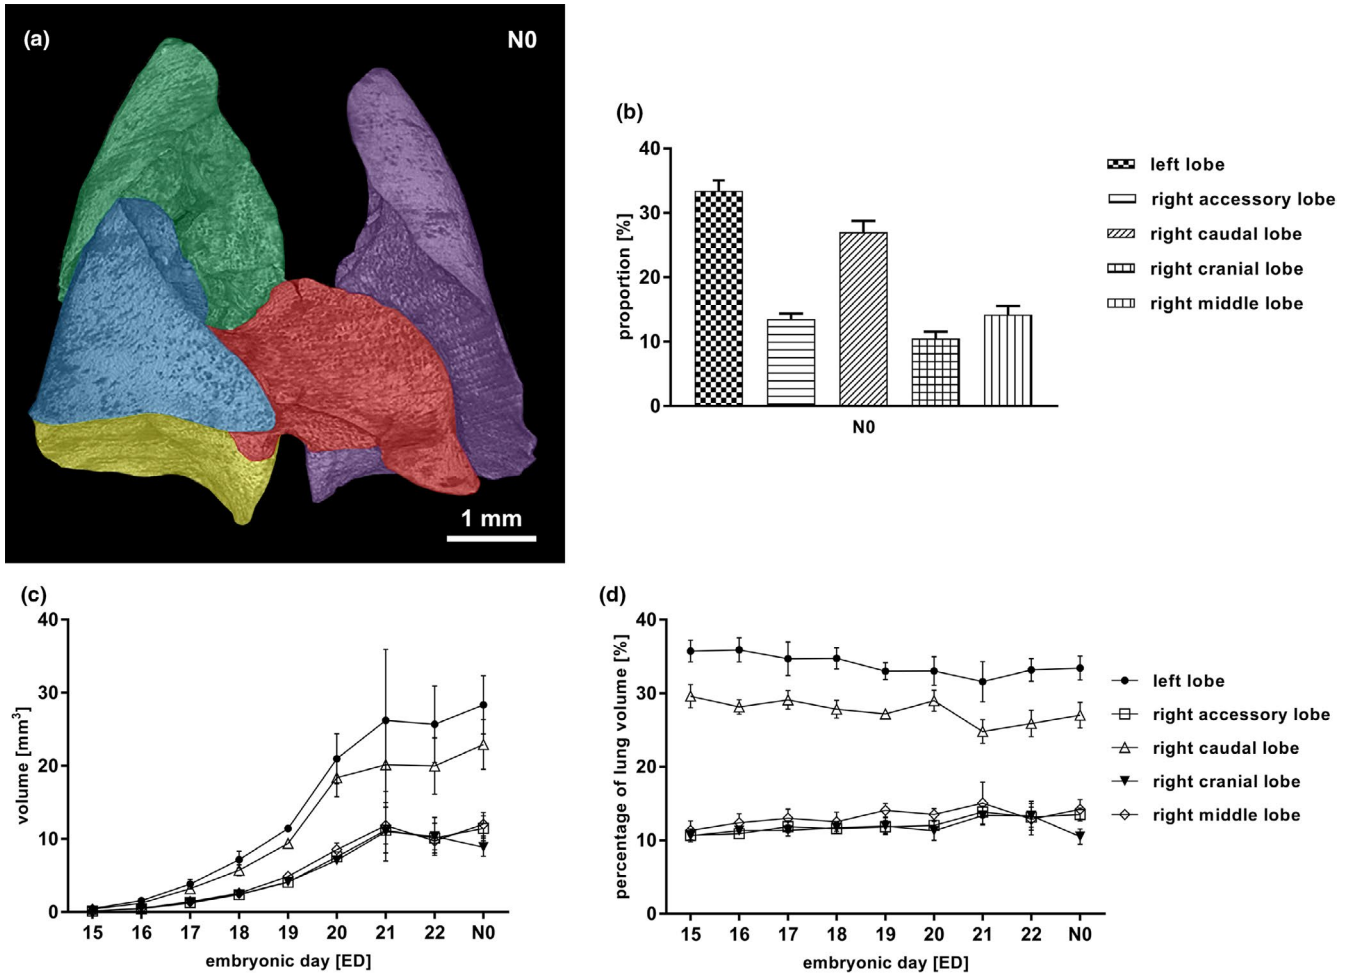 (a)
N0
1 mm
(b)
40
30
20
10
0
proportion [%]
N0
left lobe
right accessory lobe
right caudal lobe
right cranial lobe
right middle lobe
(c)
40
30
20
10
0
volume [mm³]
15 16 17 18 19 20 21 22 N0
embryonic day [ED]
(d)
40
30
20
10
0
percentage of lung volume [%]
15 16 17 18 19 20 21 22 N0
embryonic day [ED]
left lobe
right accessory lobe
right caudal lobe
right cranial lobe
right middle lobe